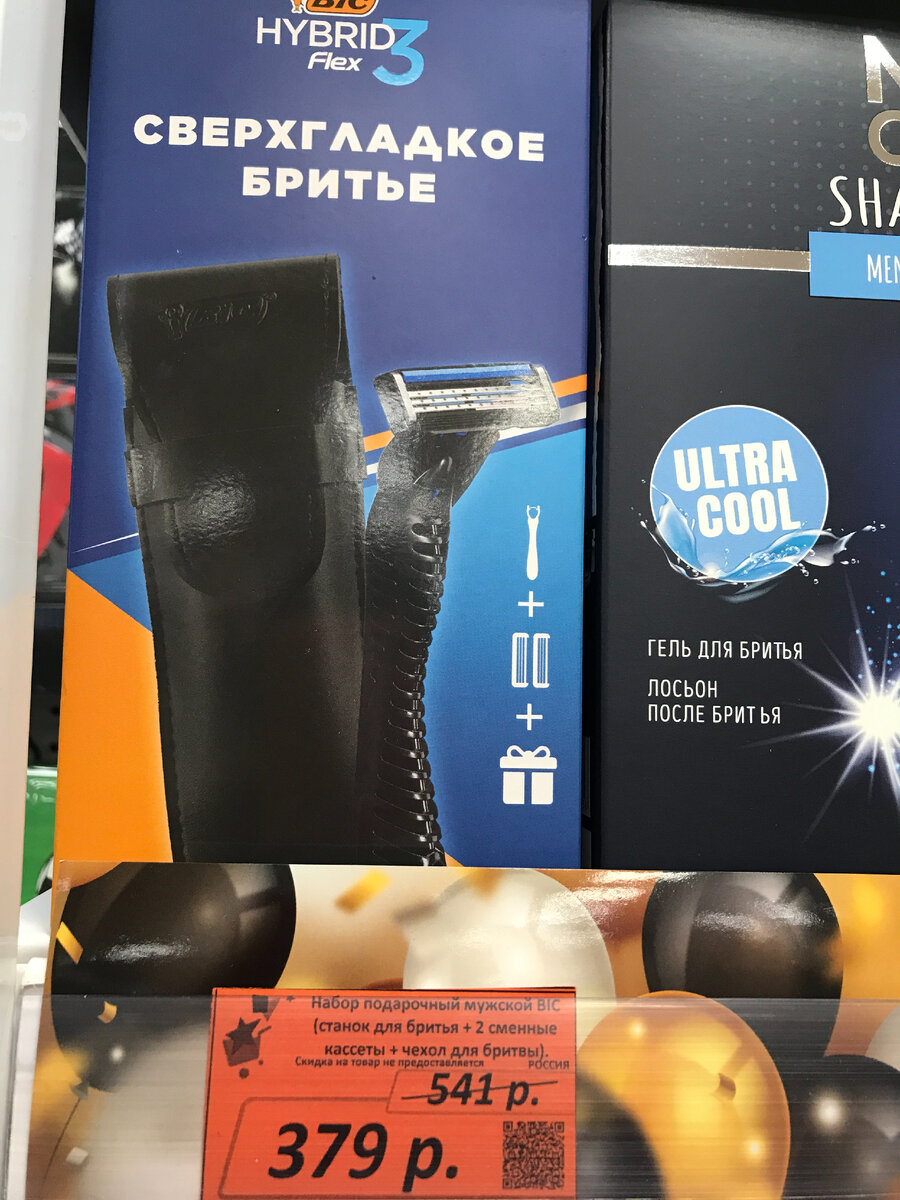 BIC
HYBRID 3
Flex
СВЕРХГЛАДКОЕ
БРИТЬЕ
ULTRA
COOL
ГЕЛЬ ДЛЯ БРИТЬЯ
ЛОСЬОН
ПОСЛЕ БРИТЬЯ
Набор подарочный мужской BIC
(станок для бритья + 2 сменные
кассеты + чехол для бритвы).
Скидка на товар не предоставляется РОССИЯ
541 р.
379 р.